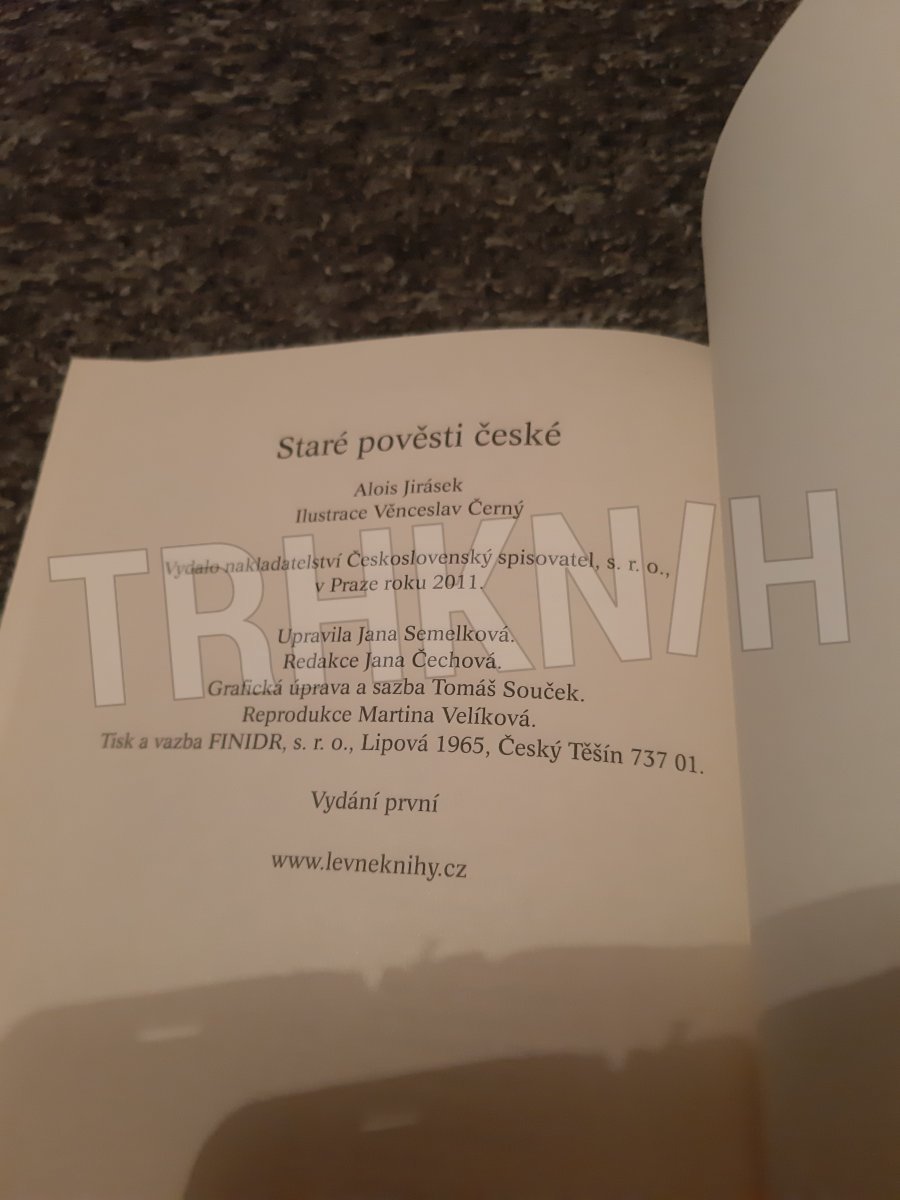 Staré pověsti české
Alois Jirásek
Ilustrace Věnceslav Černý
Vydalo nakladatelství Československý spisovatel, s. r. o.,
v Praze roku 2011.
Upravila Jana Semelková.
Redakce Jana Čechová.
Grafická úprava a sazba Tomáš Souček.
Reprodukce Martina Velíková.
Tisk a vazba FINIDR, s. r. o., Lipová 1965, Český Těšín 737 01.
Vydání první
www.levneknihy.cz
TRHKNIH